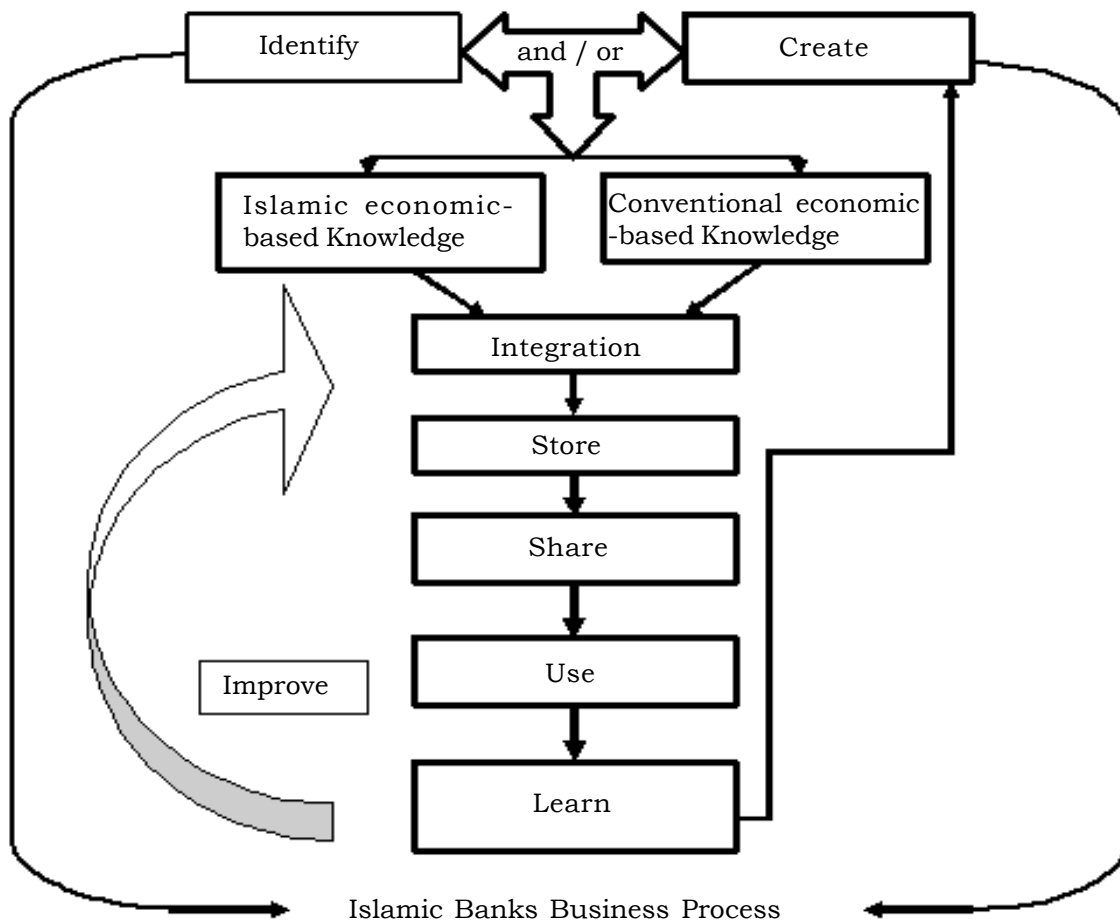 Identify
and / or
Create
Islamic economic-
based Knowledge
Conventional economic
-based Knowledge
Integration
Store
Share
Use
Improve
Learn
Islamic Banks Business Process